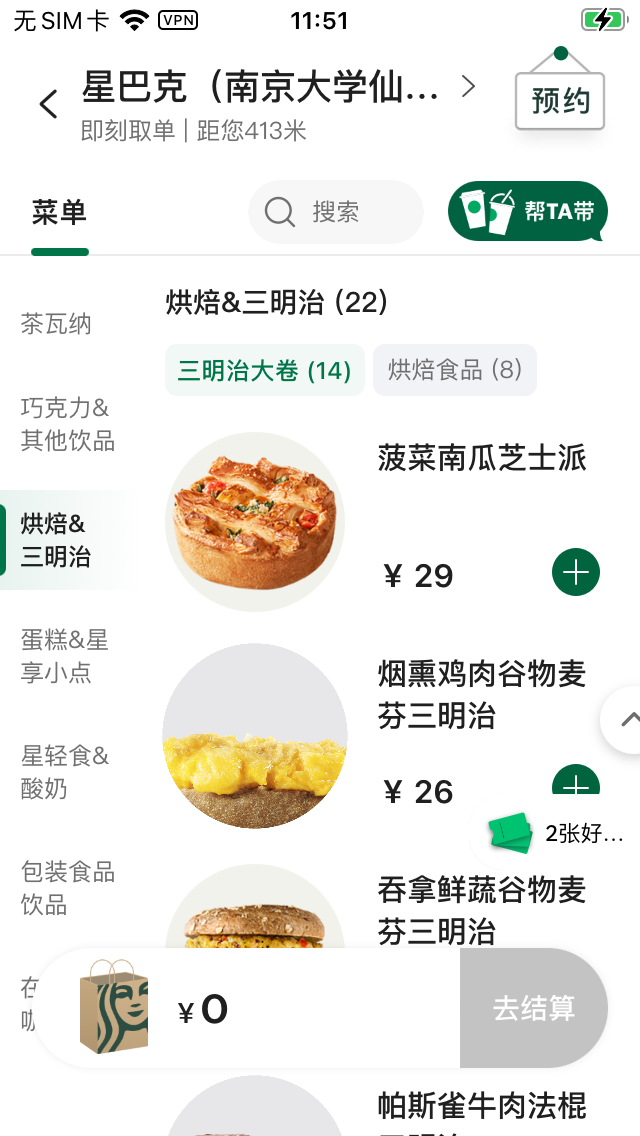 无SIM卡 VPN 11:51
星巴克（南京大学仙...
即刻取单 | 距您413米
预约
菜单
搜索
帮TA带
茶瓦纳
巧克力&
其他饮品
烘焙&
三明治
蛋糕&星
享小点
星轻食&
酸奶
包装食品
饮品
烘焙&三明治 (22)
三明治大卷 (14)
烘焙食品 (8)
菠菜南瓜芝士派
¥ 29
烟熏鸡肉谷物麦
芬三明治
¥ 26
2张好...
吞拿鲜蔬谷物麦
芬三明治
¥ 0
去结算
帕斯雀牛肉法棍